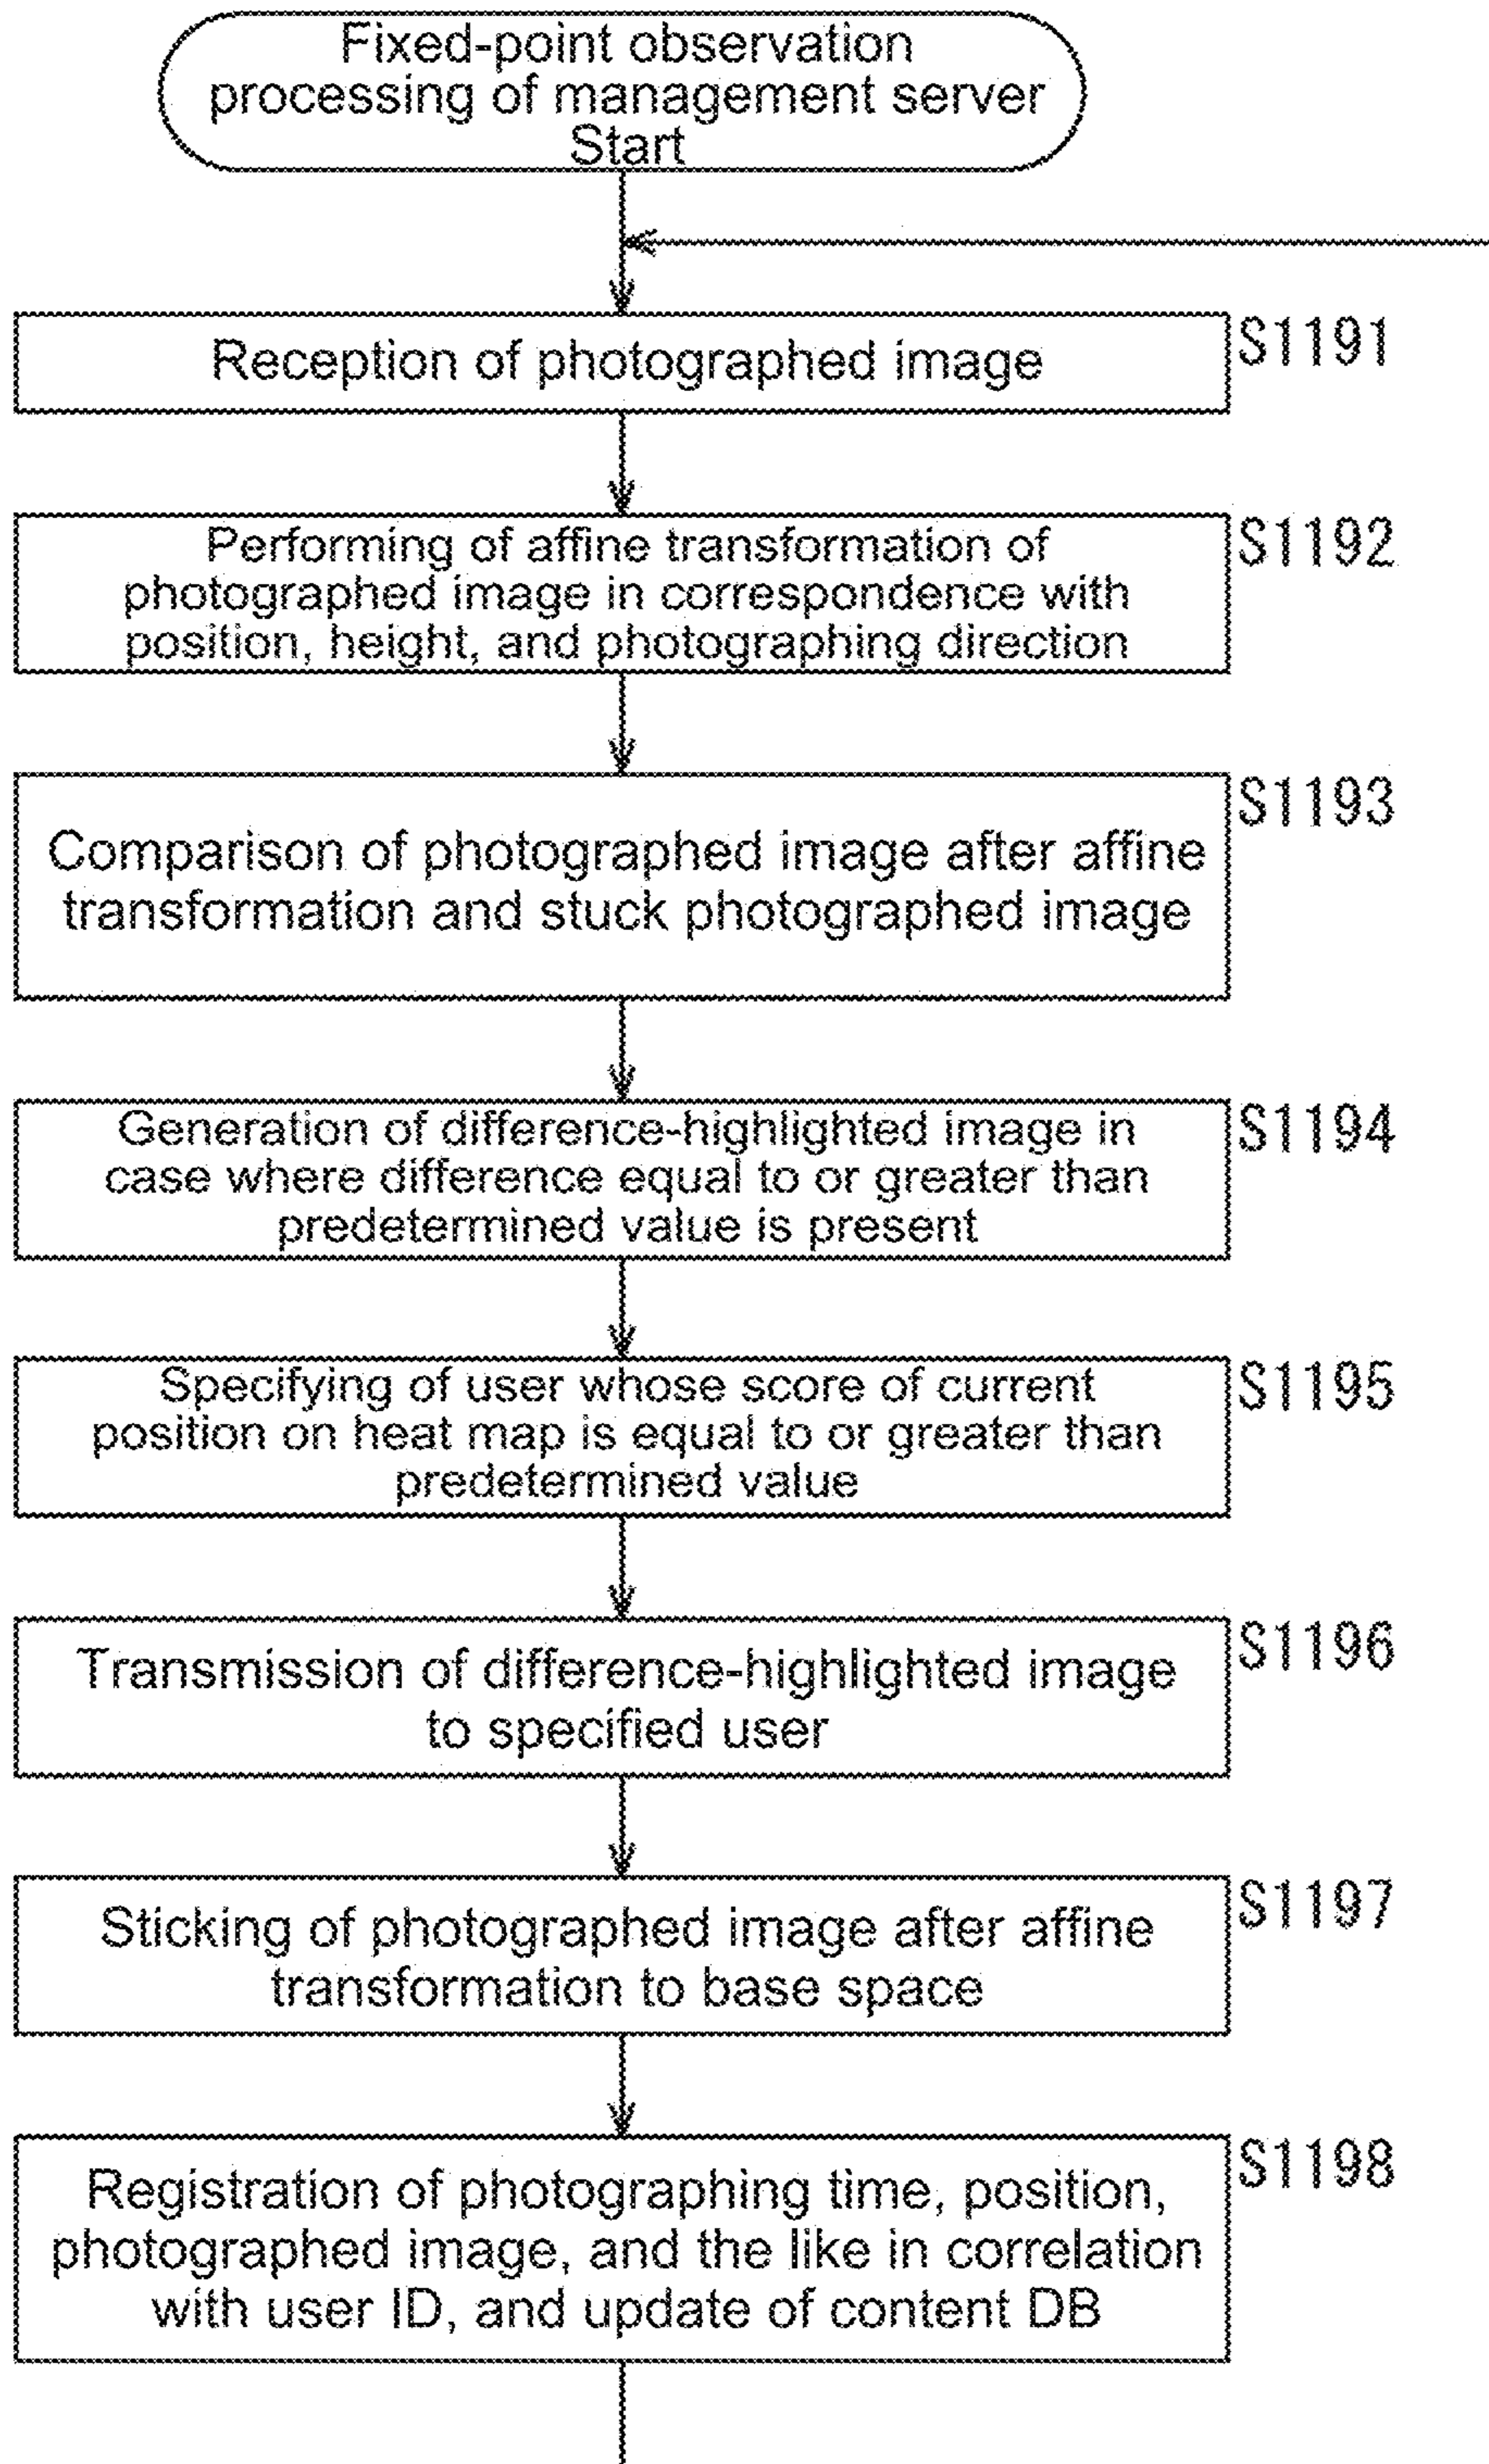 Fixed-point observation
processing of management server
Start
Reception of photographed image
S1191
Performing of affine transformation of
photographed image in correspondence with
position, height, and photographing direction
S1192
Comparison of photographed image after affine
transformation and stuck photographed image
S1193
Generation of difference-highlighted image in
case where difference equal to or greater than
predetermined value is present
S1194
Specifying of user whose score of current
position on heat map is equal to or greater than
predetermined value
S1195
Transmission of difference-highlighted image
to specified user
S1196
Sticking of photographed image after affine
transformation to base space
S1197
Registration of photographing time, position,
photographed image, and the like in correlation
with user ID, and update of content DB
S1198